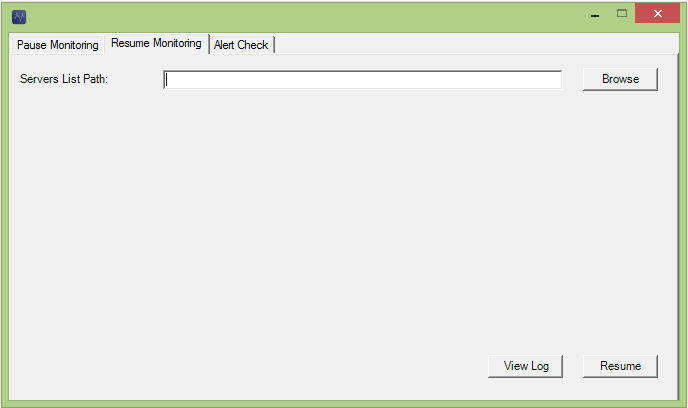 Pause Monitoring Resume Monitoring Alert Check
Servers List Path: Browse
View Log Resume